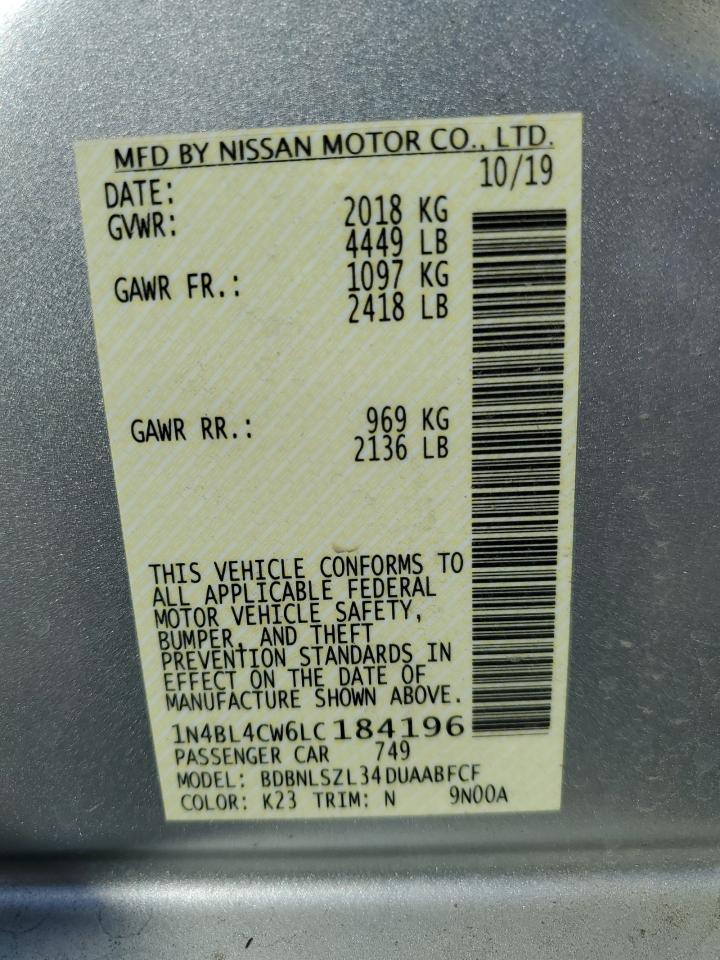 MFD BY NISSAN MOTOR CO., LTD.
DATE: 10/19
GVWR: 2018 KG
4449 LB
GAWR FR.: 1097 KG
2418 LB
GAWR RR.: 969 KG
2136 LB
THIS VEHICLE CONFORMS TO
ALL APPLICABLE FEDERAL
MOTOR VEHICLE SAFETY,
BUMPER, AND THEFT
PREVENTION STANDARDS IN
EFFECT ON THE DATE OF
MANUFACTURE SHOWN ABOVE.
1N4BL4CW6LC184196
PASSENGER CAR 749
MODEL: BDBNLSZL34DUAABFCF
COLOR: K23 TRIM: N 9N00A